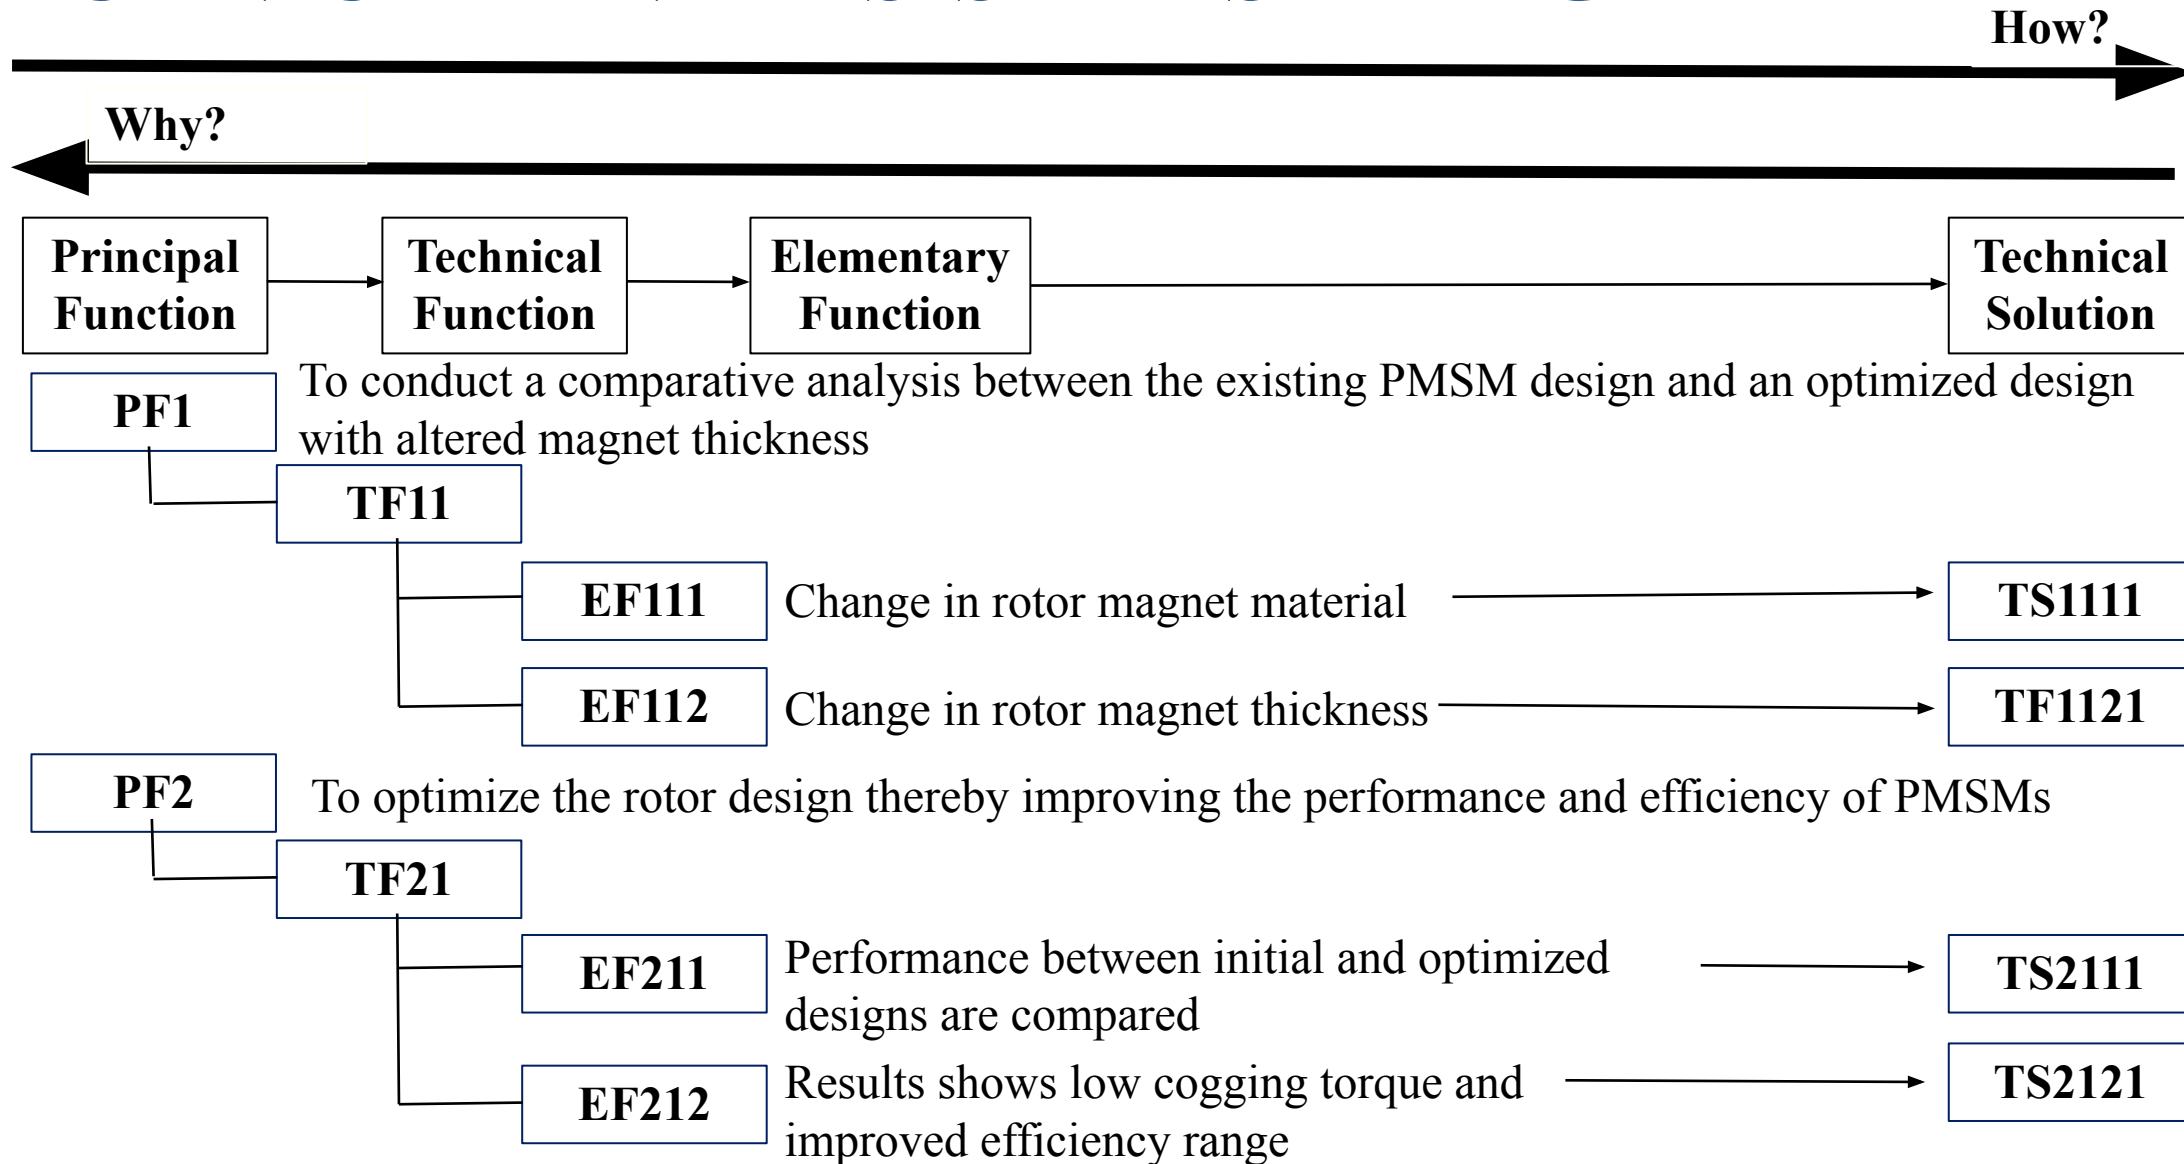 How?
Why?
Principal
Function
Technical
Function
Elementary
Function
Technical
Solution
PF1
To conduct a comparative analysis between the existing PMSM design and an optimized design
with altered magnet thickness
TF11
EF111
Change in rotor magnet material
TS1111
EF112
Change in rotor magnet thickness
TF1121
PF2
To optimize the rotor design thereby improving the performance and efficiency of PMSMs
TF21
EF211
Performance between initial and optimized
designs are compared
TS2111
EF212
Results shows low cogging torque and
improved efficiency range
TS2121